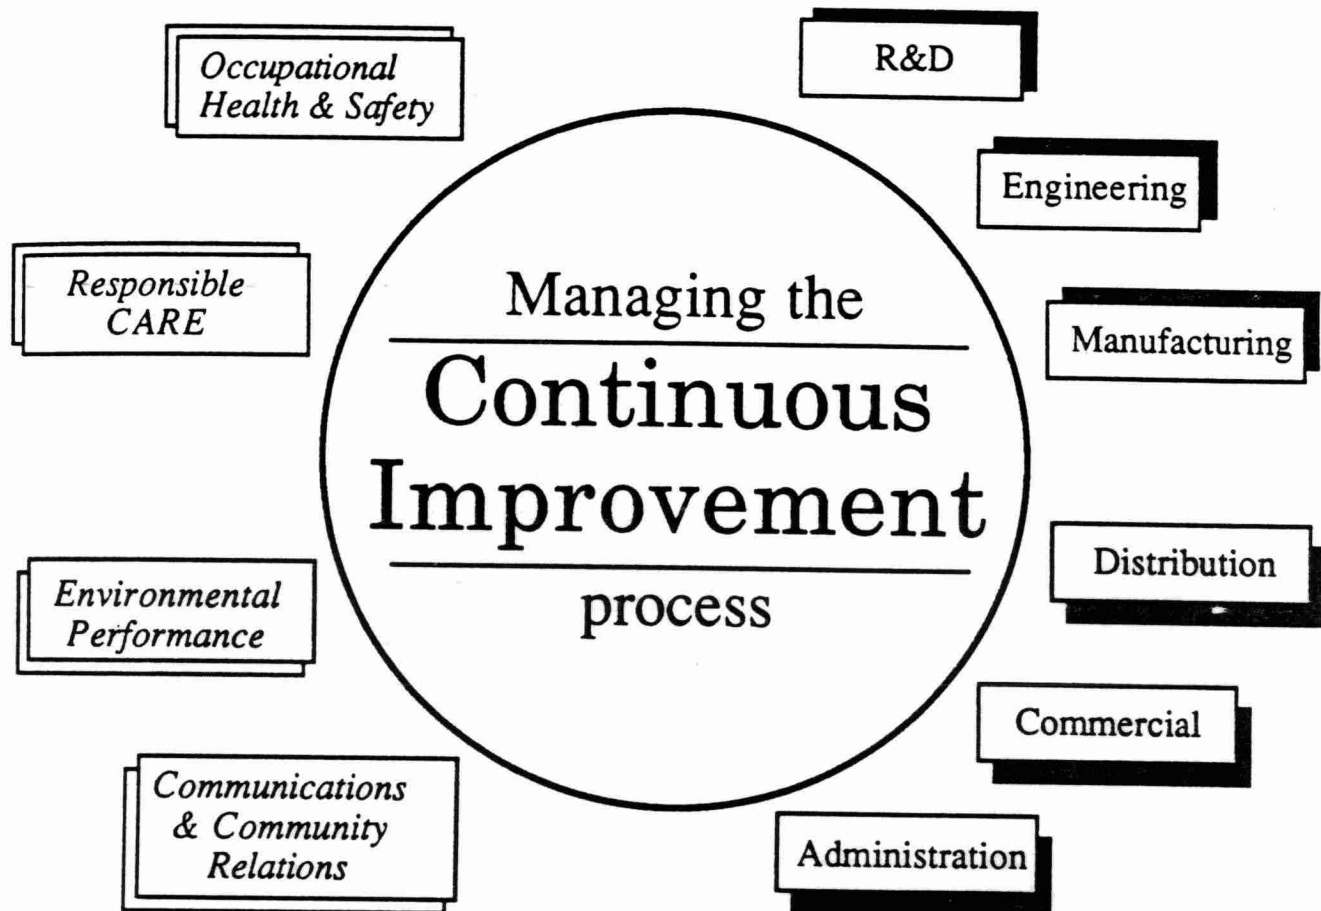 Occupational
Health & Safety
Responsible
CARE
Environmental
Performance
Communications
& Community
Relations
Managing the
Continuous
Improvement
process
R&D
Engineering
Manufacturing
Distribution
Commercial
Administration